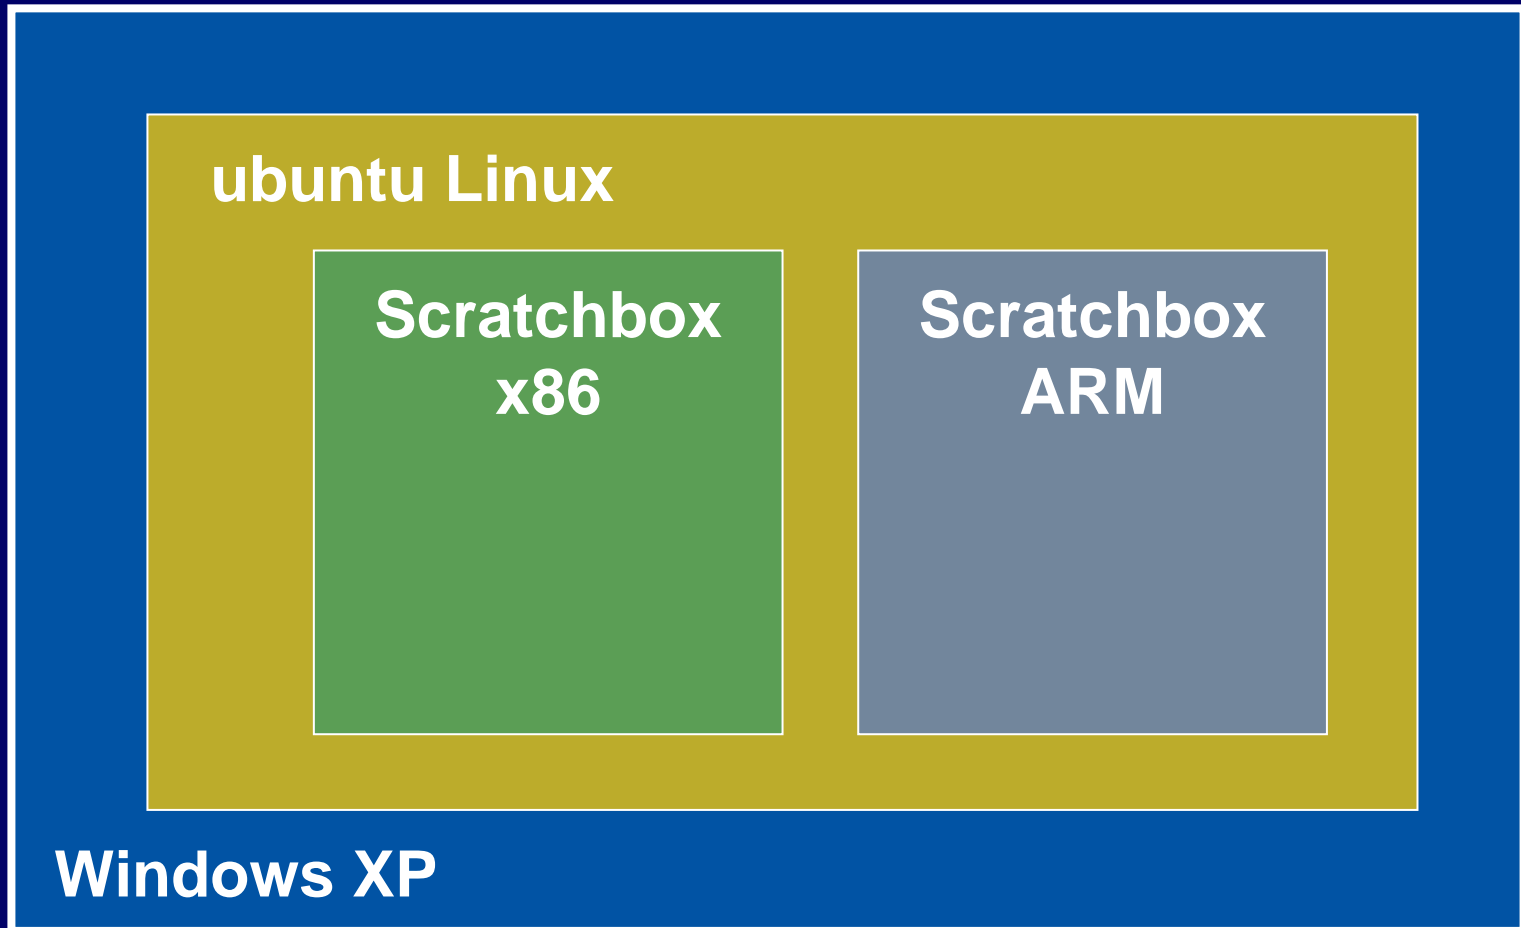 ubuntu Linux
Scratchbox
x86
Scratchbox
ARM
Windows XP